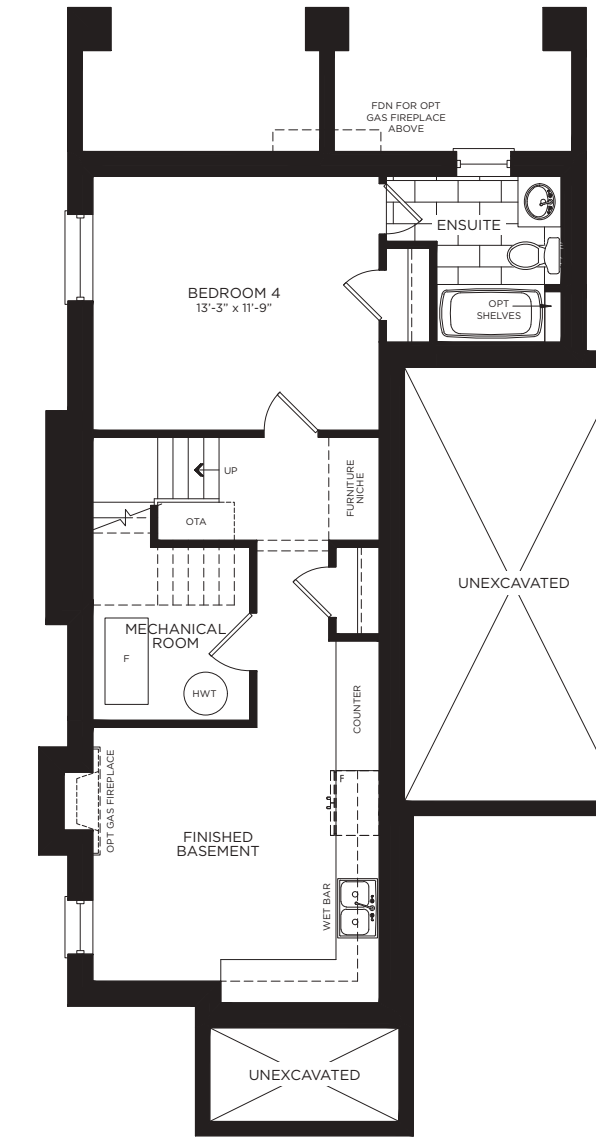 FDN FOR OPT
GAS FIREPLACE
ABOVE
ENSUITE
BEDROOM 4
13'-3" x 11'-9"
OPT
SHELVES
UP
FURNITURE
NICHE
OTA
UNEXCAVATED
MECHANICAL
ROOM
F
HWT
COUNTER
OPT GAS FIREPLACE
F
FINISHED
BASEMENT
WET BAR
UNEXCAVATED